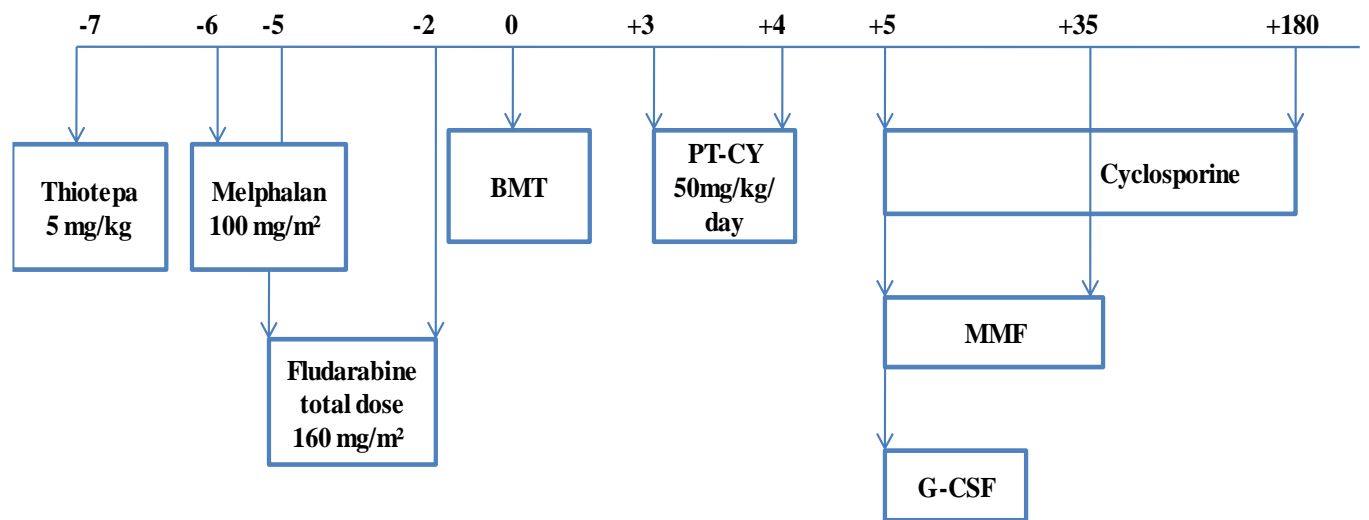 -7 -6 -5 -2 0 +3 +4 +5 +35 +180
Thiotepa
5 mg/kg
Melphalan
100 mg/m²
BMT
PT-CY
50mg/kg/
day
Cyclosporine
Fludarabine
total dose
160 mg/m²
MMF
G-CSF